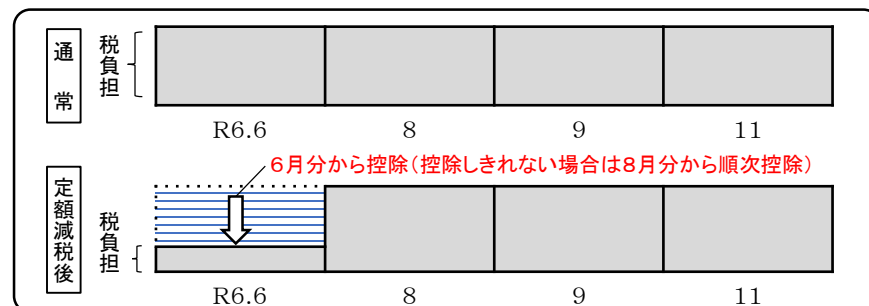 通常
税負担
R6.6 8 9 11
6月分から控除(控除しきれない場合は8月分から順次控除)
定額減税後
税負担
R6.6 8 9 11